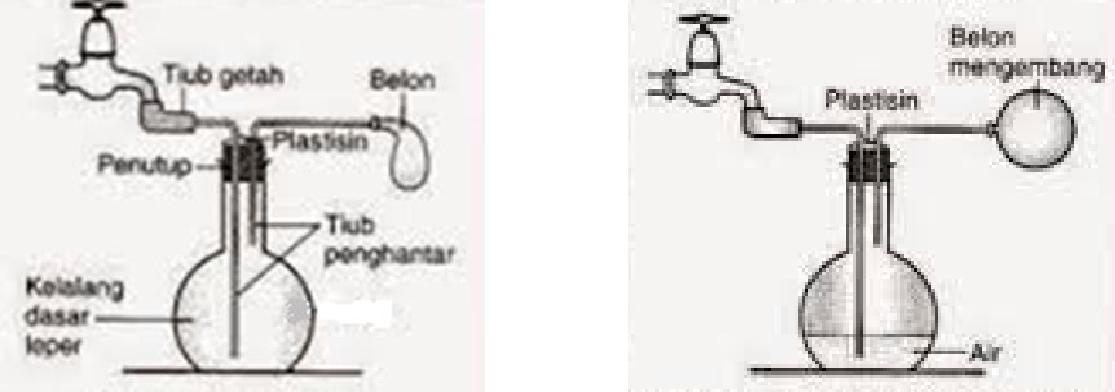 Tiub getah
Belon
Plastisin
Penutup
Tiub
penghantar
Kelalang
dasar
leper
Belon
mengembang
Plastisin
Air